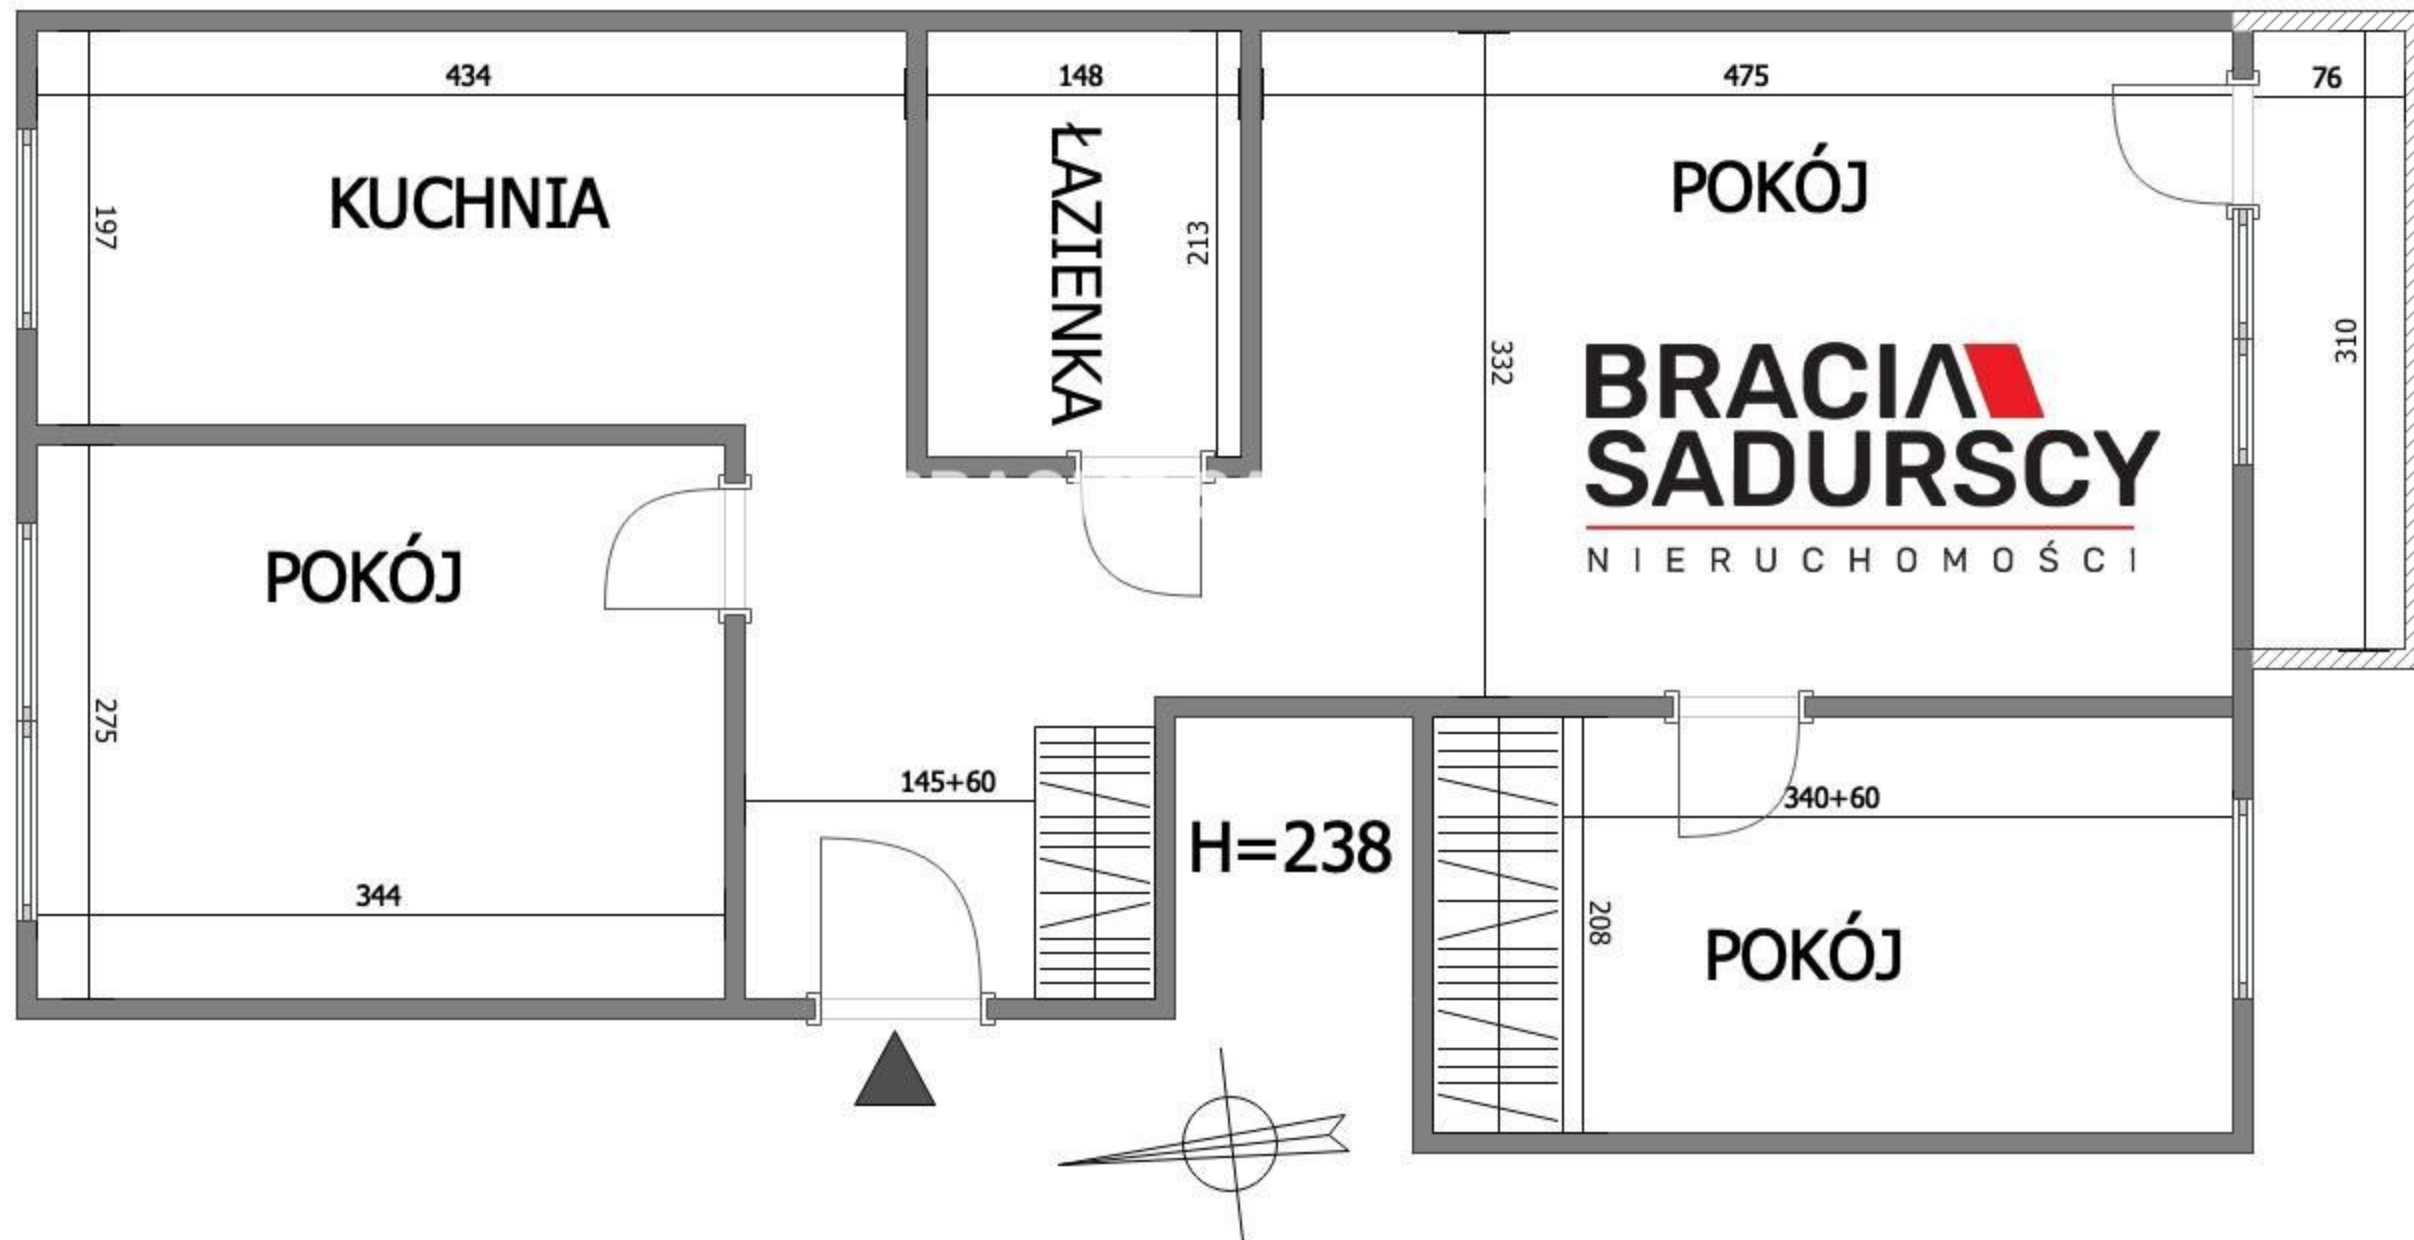 434
148
475
76
KUCHNIA
ŁAZIENKA
POKÓJ
197
213
332
310
BRACIA
SADURSCY
NIERUCHOMOŚCI
POKÓJ
275
344
145+60
H=238
340+60
208
POKÓJ